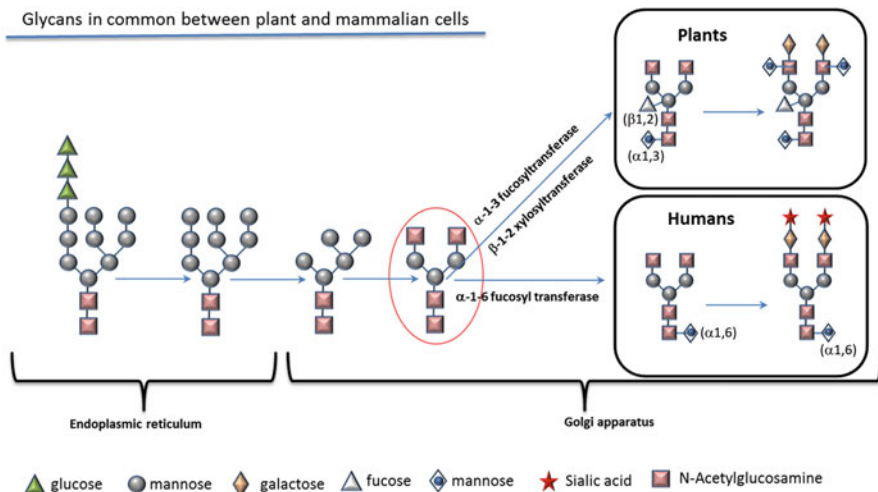 Glycans in common between plant and mammalian cells
Plants
(β1,2)
(α1,3)
α-1-3 fucosyltransferase
β-1-2 xylosyltransferase
Humans
α-1-6 fucosyl transferase
(α1,6)
(α1,6)
Endoplasmic reticulum
Golgi apparatus
glucose mannose galactose fucose mannose Sialic acid N-Acetylglucosamine